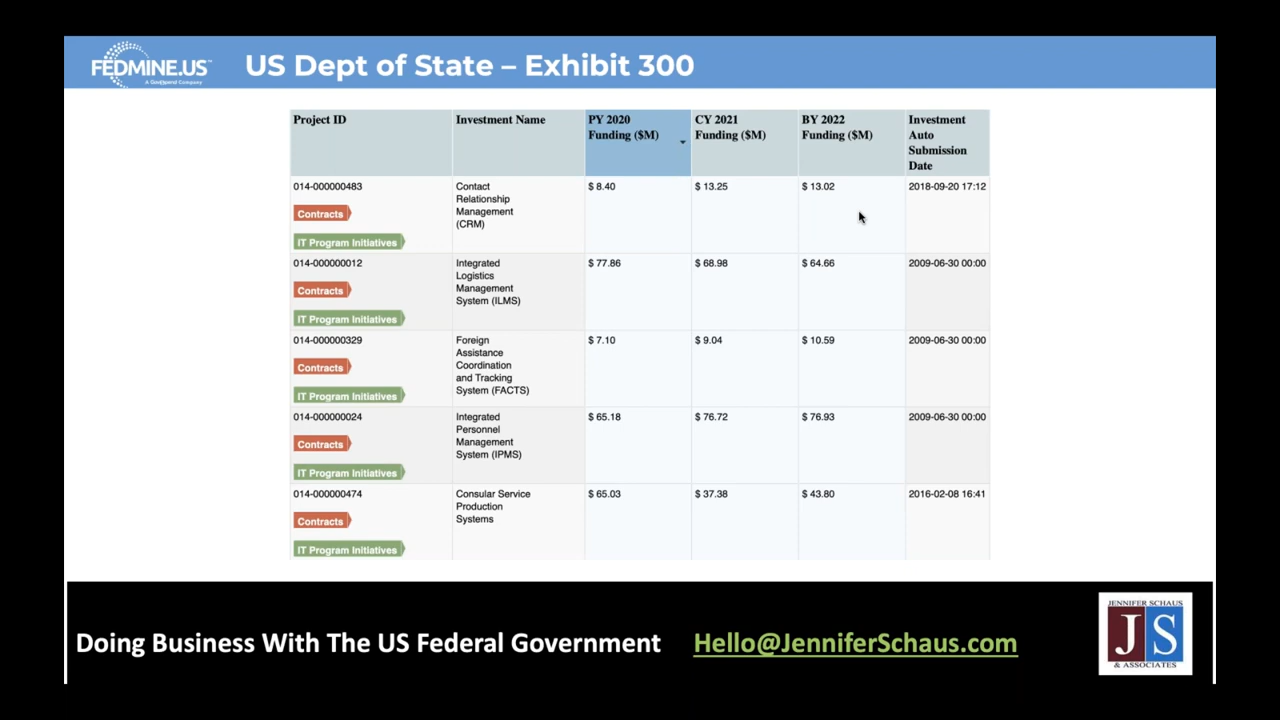 FEDMINE.US™
A GovSpend Company
US Dept of State – Exhibit 300
Project ID
Investment Name
PY 2020
Funding ($M)
CY 2021
Funding ($M)
BY 2022
Funding ($M)
Investment
Auto
Submission
Date
014-000000483
Contracts
IT Program Initiatives
Contact
Relationship
Management
(CRM)
$ 8.40
$ 13.25
$ 13.02
2018-09-20 17:12
014-000000012
Contracts
IT Program Initiatives
Integrated
Logistics
Management
System (ILMS)
$ 77.86
$ 68.98
$ 64.66
2009-06-30 00:00
014-000000329
Contracts
IT Program Initiatives
Foreign
Assistance
Coordination
and Tracking
System (FACTS)
$ 7.10
$ 9.04
$ 10.59
2009-06-30 00:00
014-000000024
Contracts
IT Program Initiatives
Integrated
Personnel
Management
System (IPMS)
$ 65.18
$ 76.72
$ 76.93
2009-06-30 00:00
014-000000474
Contracts
IT Program Initiatives
Consular Service
Production
Systems
$ 65.03
$ 37.38
$ 43.80
2016-02-08 16:41
Doing Business With The US Federal Government
Hello@JenniferSchaus.com
JENNIFER SCHAUS
JS
& ASSOCIATES